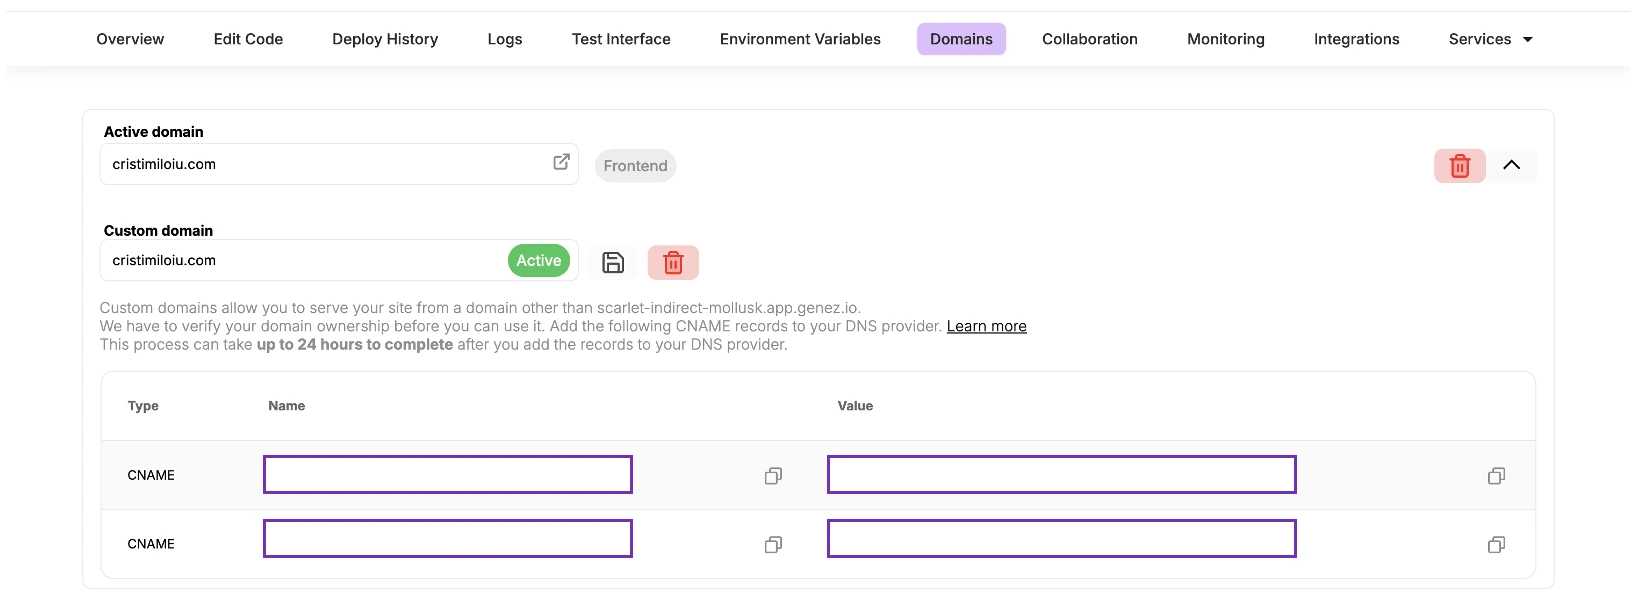 Overview Edit Code Deploy History Logs Test Interface Environment Variables Domains Collaboration Monitoring Integrations Services
Active domain
cristimiloiu.com Frontend
Custom domain
cristimiloiu.com Active
Custom domains allow you to serve your site from a domain other than scarlet-indirect-mollusk.app.genez.io.
We have to verify your domain ownership before you can use it. Add the following CNAME records to your DNS provider. Learn more
This process can take up to 24 hours to complete after you add the records to your DNS provider.
Type Name Value
CNAME
CNAME